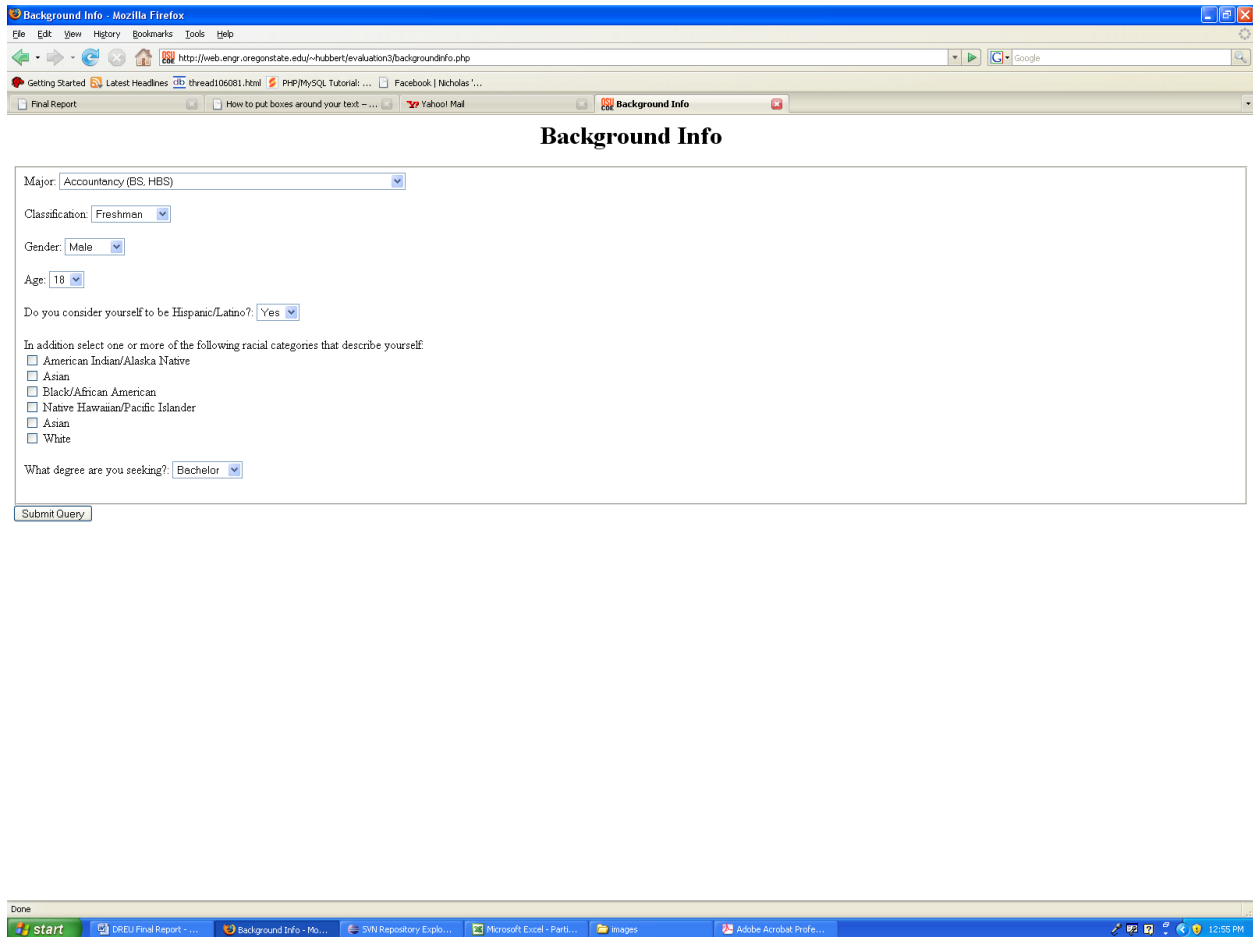 Background Info - Mozilla Firefox
File Edit View History Bookmarks Tools Help
OSU COE http://web.engr.oregonstate.edu/~hubbert/evaluation3/backgroundinfo.php G Google
Getting Started Latest Headlines db thread106081.html PHP/MySQL Tutorial: ... Facebook | Nicholas '...
Final Report How to put boxes around your text – ... Yahoo! Mail OSU COE Background Info
Background Info
Major: Accountancy (BS, HBS)
Classification: Freshman
Gender: Male
Age: 18
Do you consider yourself to be Hispanic/Latino?: Yes
In addition select one or more of the following racial categories that describe yourself:
American Indian/Alaska Native
Asian
Black/African American
Native Hawaiian/Pacific Islander
Asian
White
What degree are you seeking?: Bachelor
Submit Query
Done
start DREU Final Report - ... Background Info - Mo... SVN Repository Explo... Microsoft Excel - Parti... images Adobe Acrobat Profe... 12:55 PM